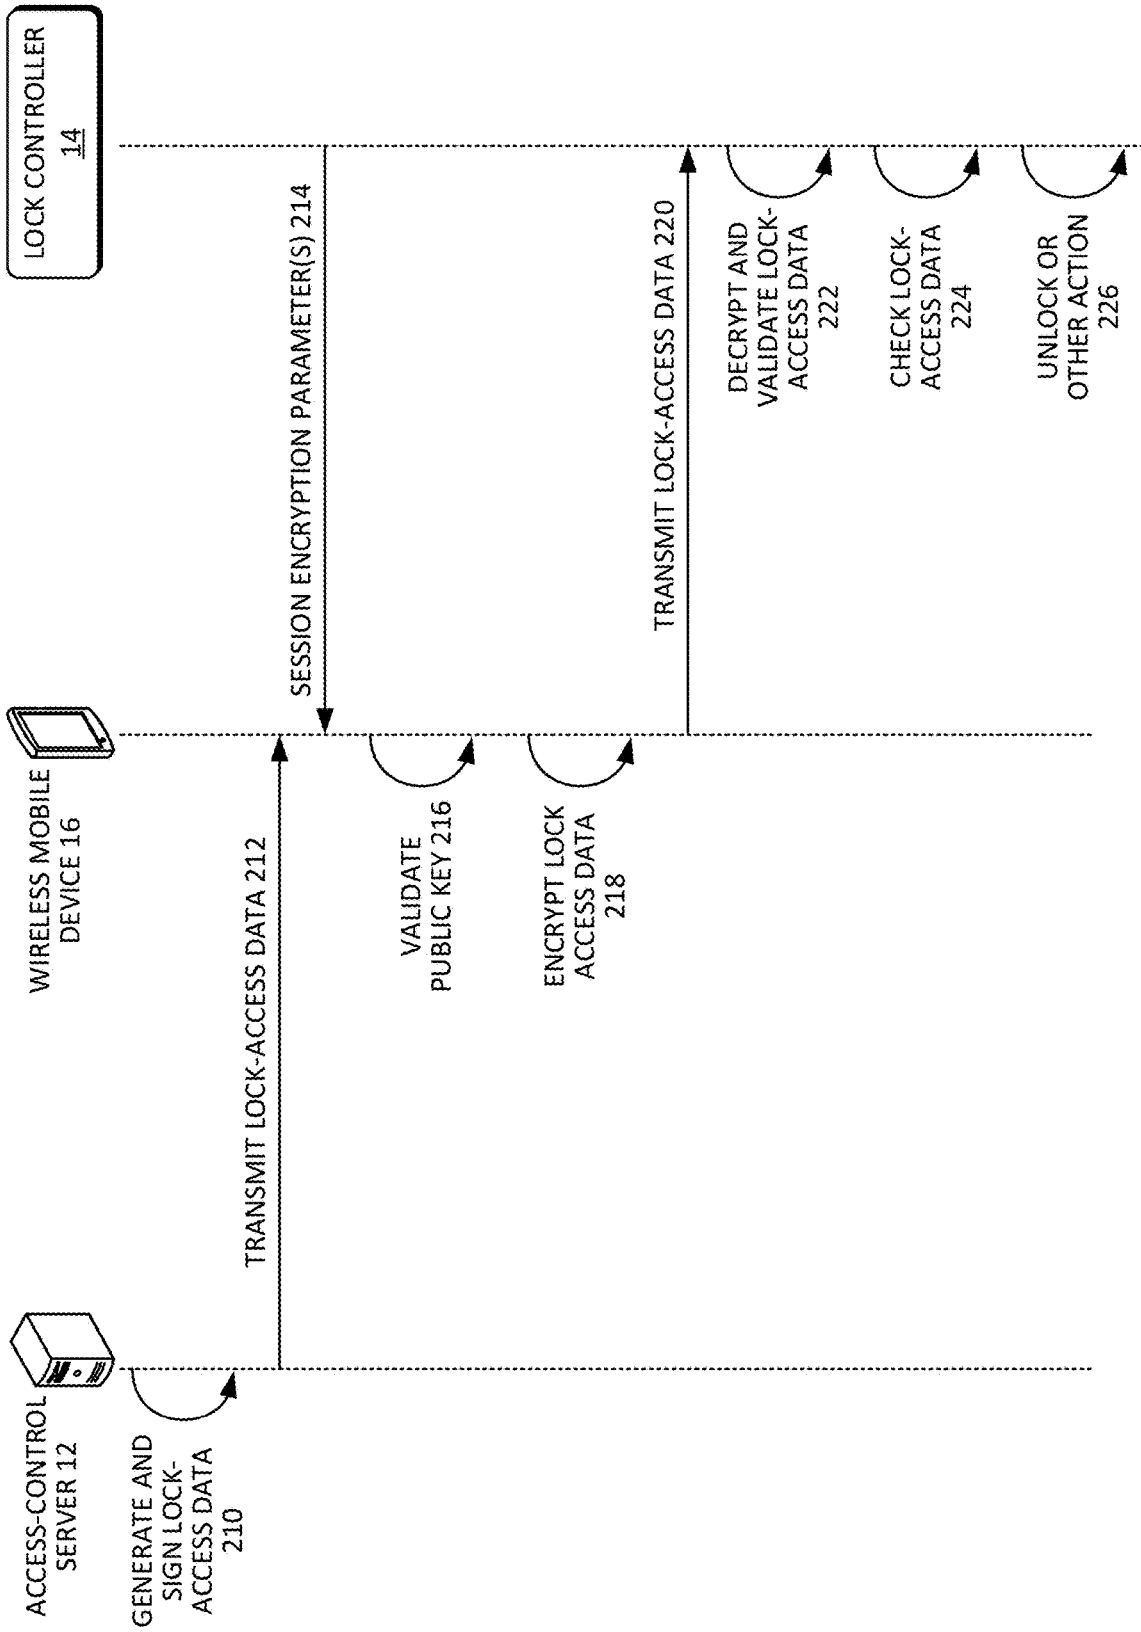 ACCESS-CONTROL
SERVER 12
WIRELESS MOBILE
DEVICE 16
LOCK CONTROLLER
14
GENERATE AND
SIGN LOCK-
ACCESS DATA
210
TRANSMIT LOCK-ACCESS DATA 212
SESSION ENCRYPTION PARAMETER(S) 214
VALIDATE
PUBLIC KEY 216
ENCRYPT LOCK
ACCESS DATA
218
TRANSMIT LOCK-ACCESS DATA 220
DECRYPT AND
VALIDATE LOCK-
ACCESS DATA
222
CHECK LOCK-
ACCESS DATA
224
UNLOCK OR
OTHER ACTION
226